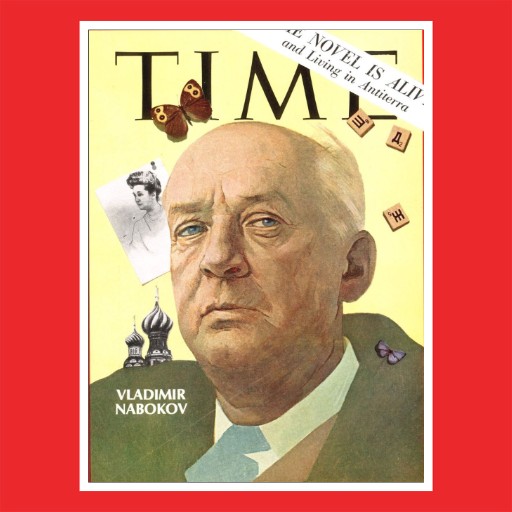 TIME
E NOVEL IS ALIV
and Living in Antiterra
Ш
Д
Ж
VLADIMIR
NABOKOV